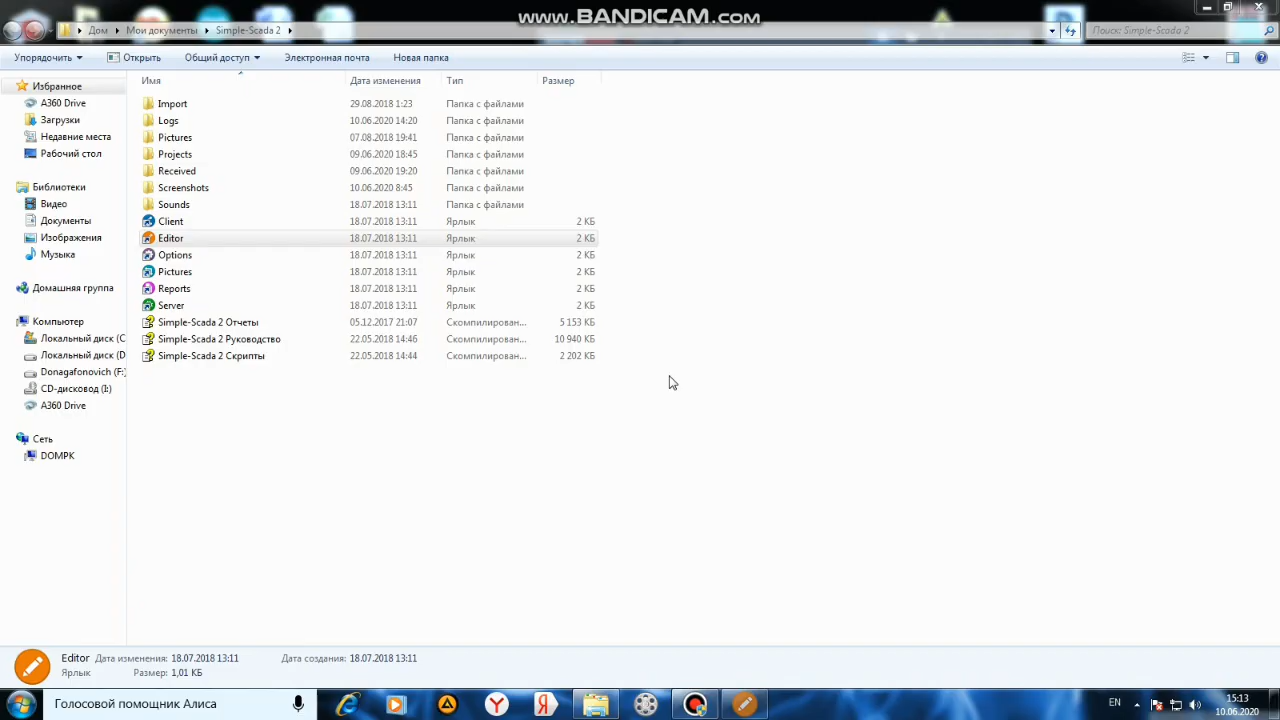 www.BANDICAM.com
Дом
Мои документы
Simple-Scada 2
Поиск: Simple-Scada 2
Упорядочить
Открыть
Общий доступ
Электронная почта
Новая папка
Имя Дата изменения Тип Размер
Избранное
A360 Drive
Загрузки
Недавние места
Рабочий стол
Библиотеки
Видео
Документы
Изображения
Музыка
Домашняя группа
Компьютер
Локальный диск (C
Локальный диск (D
Donagafonovich (F:)
CD-дисковод (I:)
A360 Drive
Сеть
DOMPK
Import 29.08.2018 1:23 Папка с файлами
Logs 10.06.2020 14:20 Папка с файлами
Pictures 07.08.2018 19:41 Папка с файлами
Projects 09.06.2020 18:45 Папка с файлами
Received 09.06.2020 19:20 Папка с файлами
Screenshots 10.06.2020 8:45 Папка с файлами
Sounds 18.07.2018 13:11 Папка с файлами
Client 18.07.2018 13:11 Ярлык 2 КБ
Editor 18.07.2018 13:11 Ярлык 2 КБ
Options 18.07.2018 13:11 Ярлык 2 КБ
Pictures 18.07.2018 13:11 Ярлык 2 КБ
Reports 18.07.2018 13:11 Ярлык 2 КБ
Server 18.07.2018 13:11 Ярлык 2 КБ
Simple-Scada 2 Отчеты 05.12.2017 21:07 Скомпилирован... 5 153 КБ
Simple-Scada 2 Руководство 22.05.2018 14:46 Скомпилирован... 10 940 КБ
Simple-Scada 2 Скрипты 22.05.2018 14:44 Скомпилирован... 2 202 КБ
Editor Дата изменения: 18.07.2018 13:11 Дата создания: 18.07.2018 13:11
Ярлык Размер: 1,01 КБ
Голосовой помощник Алиса
EN
15:13
10.06.2020